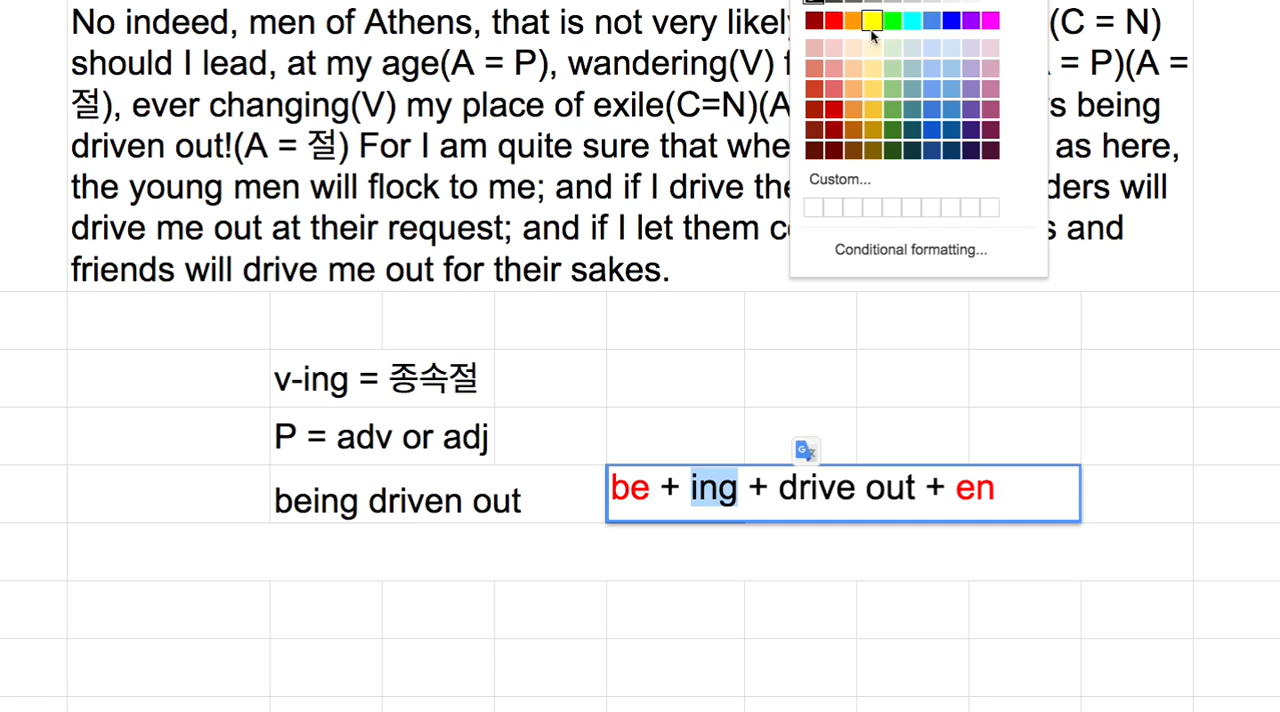 No indeed, men of Athens, that is not very likely (C = N)
should I lead, at my age(A = P), wandering(V) = P)(A =
절), ever changing(V) my place of exile(C=N)(A being
driven out!(A = 절) For I am quite sure that as here,
the young men will flock to me; and if I drive will
drive me out at their request; and if I let them and
friends will drive me out for their sakes.
Custom...
Conditional formatting...
v-ing = 종속절
P = adv or adj
being driven out
be + ing + drive out + en